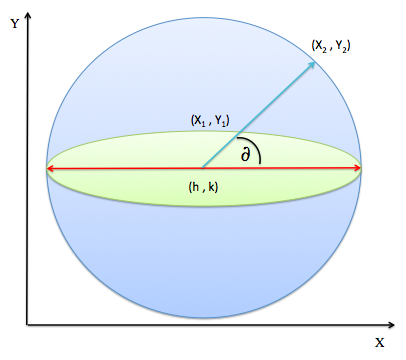 Y
(X₂ , Y₂)
(X₁ , Y₁)
∂
(h , k)
X